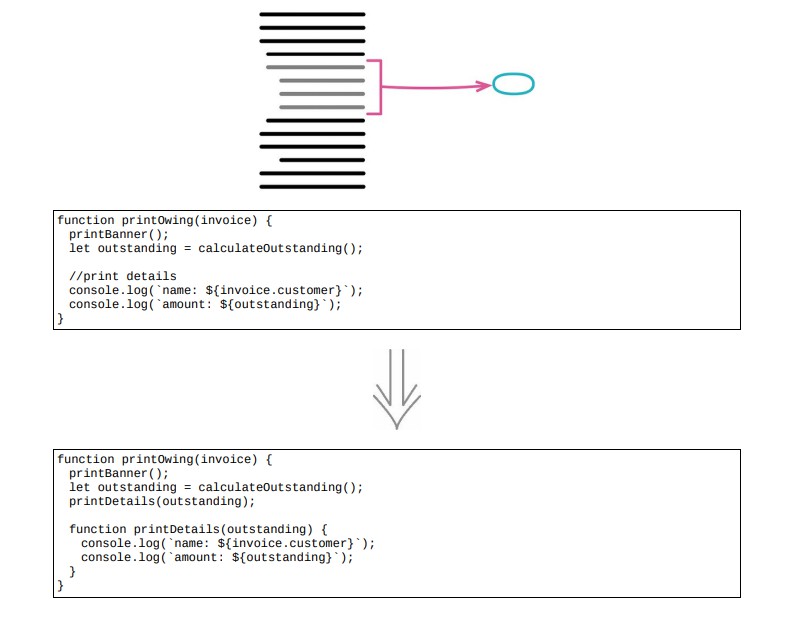 function printOwing(invoice) {
  printBanner();
  let outstanding = calculateOutstanding();

  //print details
  console.log(`name: ${invoice.customer}`);
  console.log(`amount: ${outstanding}`);
}
function printOwing(invoice) {
  printBanner();
  let outstanding = calculateOutstanding();
  printDetails(outstanding);

  function printDetails(outstanding) {
    console.log(`name: ${invoice.customer}`);
    console.log(`amount: ${outstanding}`);
  }
}